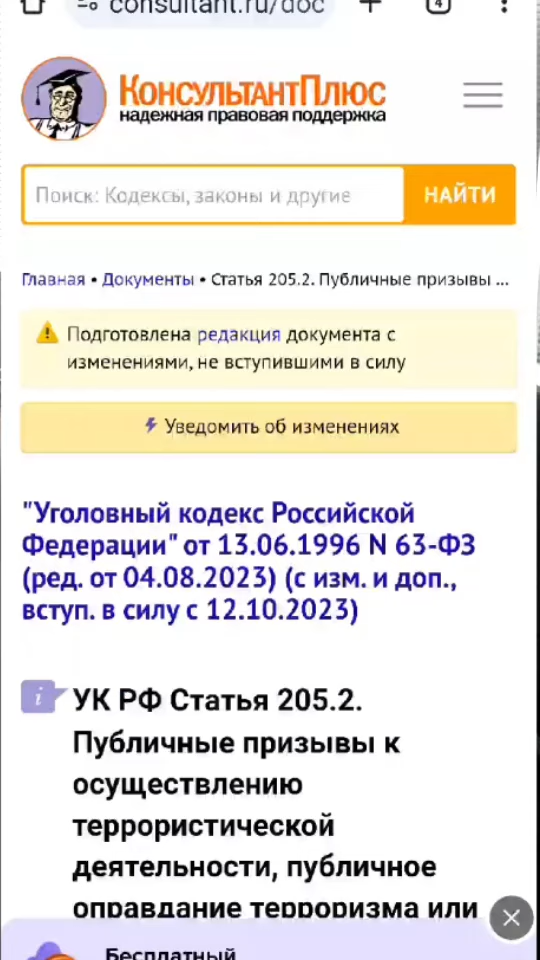 consultant.ru/doc
4
КонсультантПлюс
надежная правовая поддержка
Поиск: Кодексы, законы и другие
НАЙТИ
Главная • Документы • Статья 205.2. Публичные призывы ...
Подготовлена редакция документа с
изменениями, не вступившими в силу
Уведомить об изменениях
"Уголовный кодекс Российской
Федерации" от 13.06.1996 N 63-ФЗ
(ред. от 04.08.2023) (с изм. и доп.,
вступ. в силу с 12.10.2023)
i УК РФ Статья 205.2.
Публичные призывы к
осуществлению
террористической
деятельности, публичное
оправдание терроризма или
Бесплатный